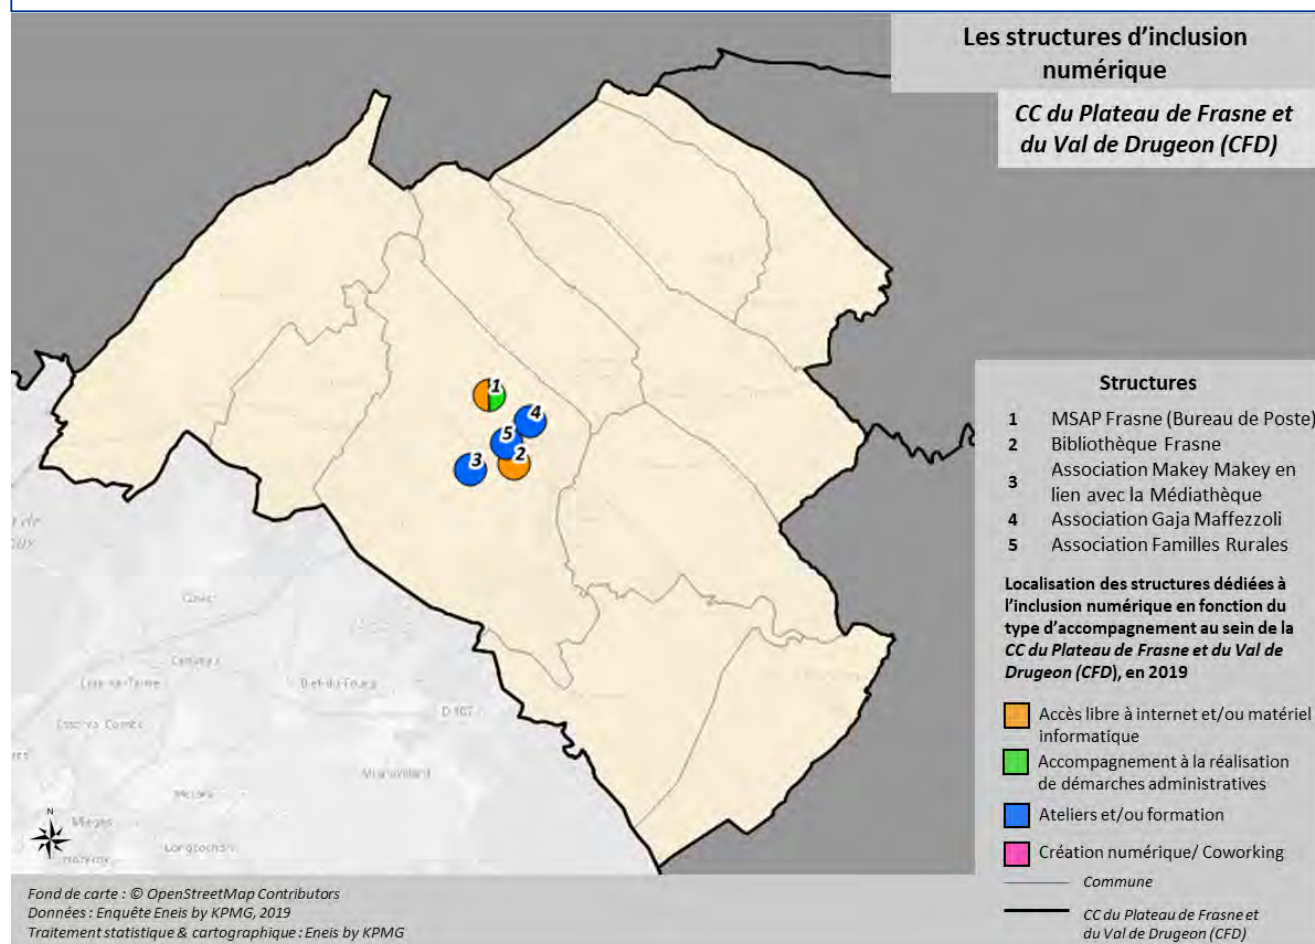 Les structures d’inclusion
numérique
CC du Plateau de Frasne et
du Val de Drugeon (CFD)
1
4
5
3
2
Structures
1 MSAP Frasne (Bureau de Poste)
2 Bibliothèque Frasne
3 Association Makey Makey en
lien avec la Médiathèque
4 Association Gaja Maffezzoli
5 Association Familles Rurales
Localisation des structures dédiées à
l’inclusion numérique en fonction du
type d’accompagnement au sein de la
CC du Plateau de Frasne et du Val de
Drugeon (CFD), en 2019
Accès libre à internet et/ou matériel
informatique
Accompagnement à la réalisation
de démarches administratives
Ateliers et/ou formation
Création numérique/ Coworking
Commune
CC du Plateau de Frasne et
du Val de Drugeon (CFD)
D 107
Mièges
N
Fond de carte : © OpenStreetMap Contributors
Données : Enquête Eneis by KPMG, 2019
Traitement statistique & cartographique : Eneis by KPMG